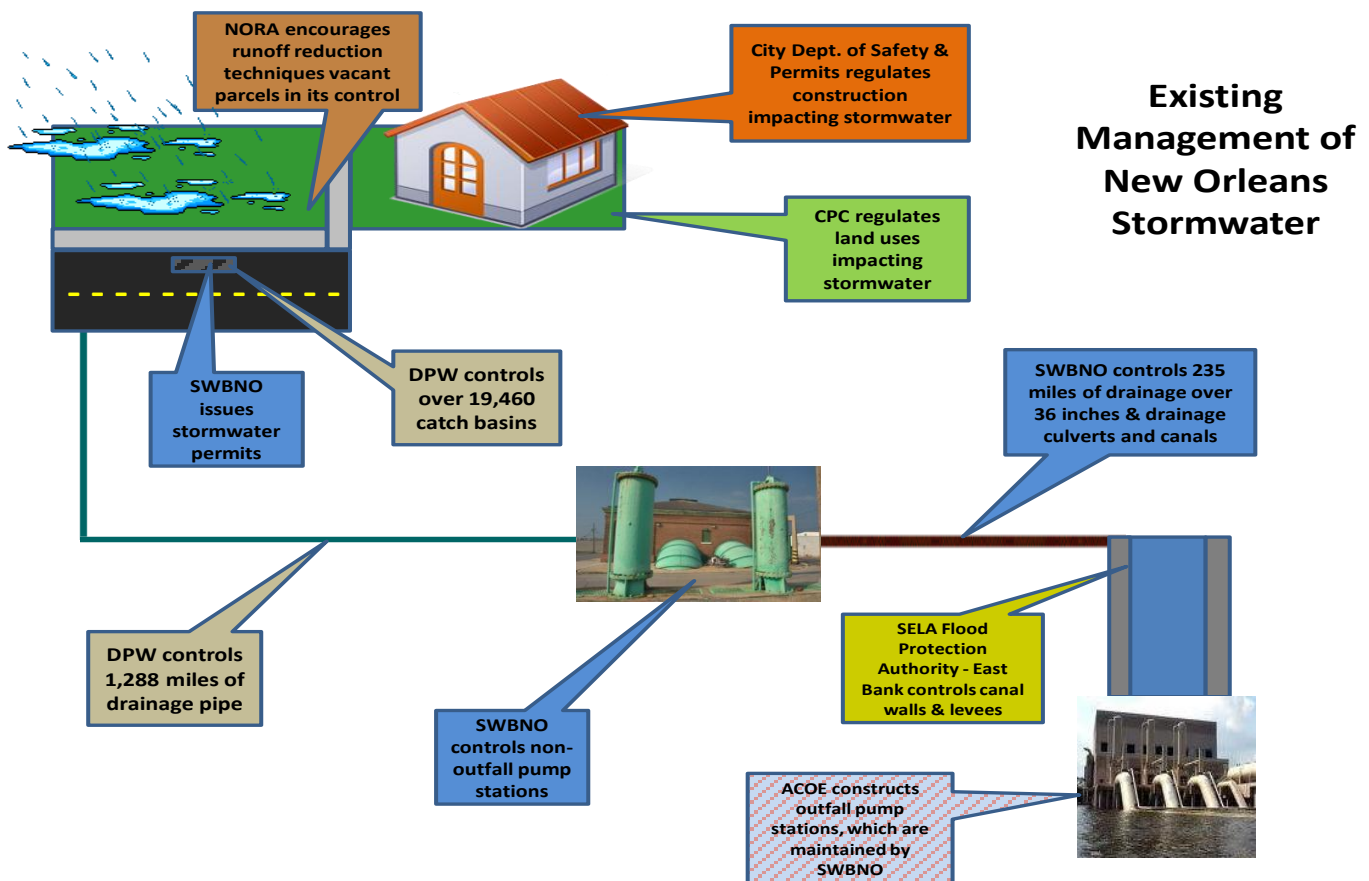 NORA encourages
runoff reduction
techniques vacant
parcels in its control
City Dept. of Safety &
Permits regulates
construction
impacting stormwater
Existing
Management of
New Orleans
Stormwater
CPC regulates
land uses
impacting
stormwater
SWBNO
issues
stormwater
permits
DPW controls
over 19,460
catch basins
SWBNO controls 235
miles of drainage over
36 inches & drainage
culverts and canals
DPW controls
1,288 miles of
drainage pipe
SWBNO
controls non-
outfall pump
stations
SELA Flood
Protection
Authority - East
Bank controls canal
walls & levees
ACOE constructs
outfall pump
stations, which are
maintained by
SWBNO